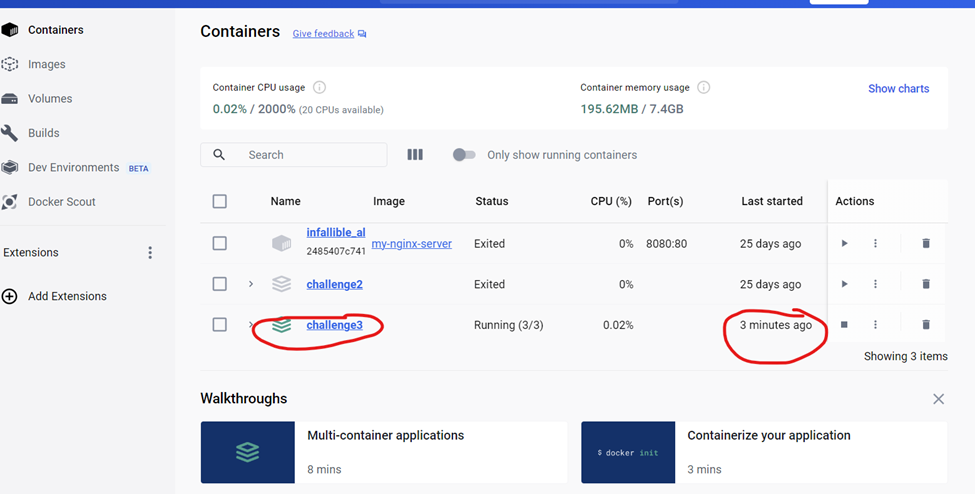 Containers
Images
Volumes
Builds
Dev Environments BETA
Docker Scout
Extensions
Add Extensions
Containers Give feedback
Container CPU usage
0.02% / 2000% (20 CPUs available)
Container memory usage
195.62MB / 7.4GB
Show charts
Search
Only show running containers
Name Image Status CPU (%) Port(s) Last started Actions
infallible_al
2485407c741
my-nginx-server Exited 0% 8080:80 25 days ago
challenge2 Exited 0% 25 days ago
challenge3 Running (3/3) 0.02% 3 minutes ago
Showing 3 items
Walkthroughs
Multi-container applications
8 mins
$ docker init
Containerize your application
3 mins